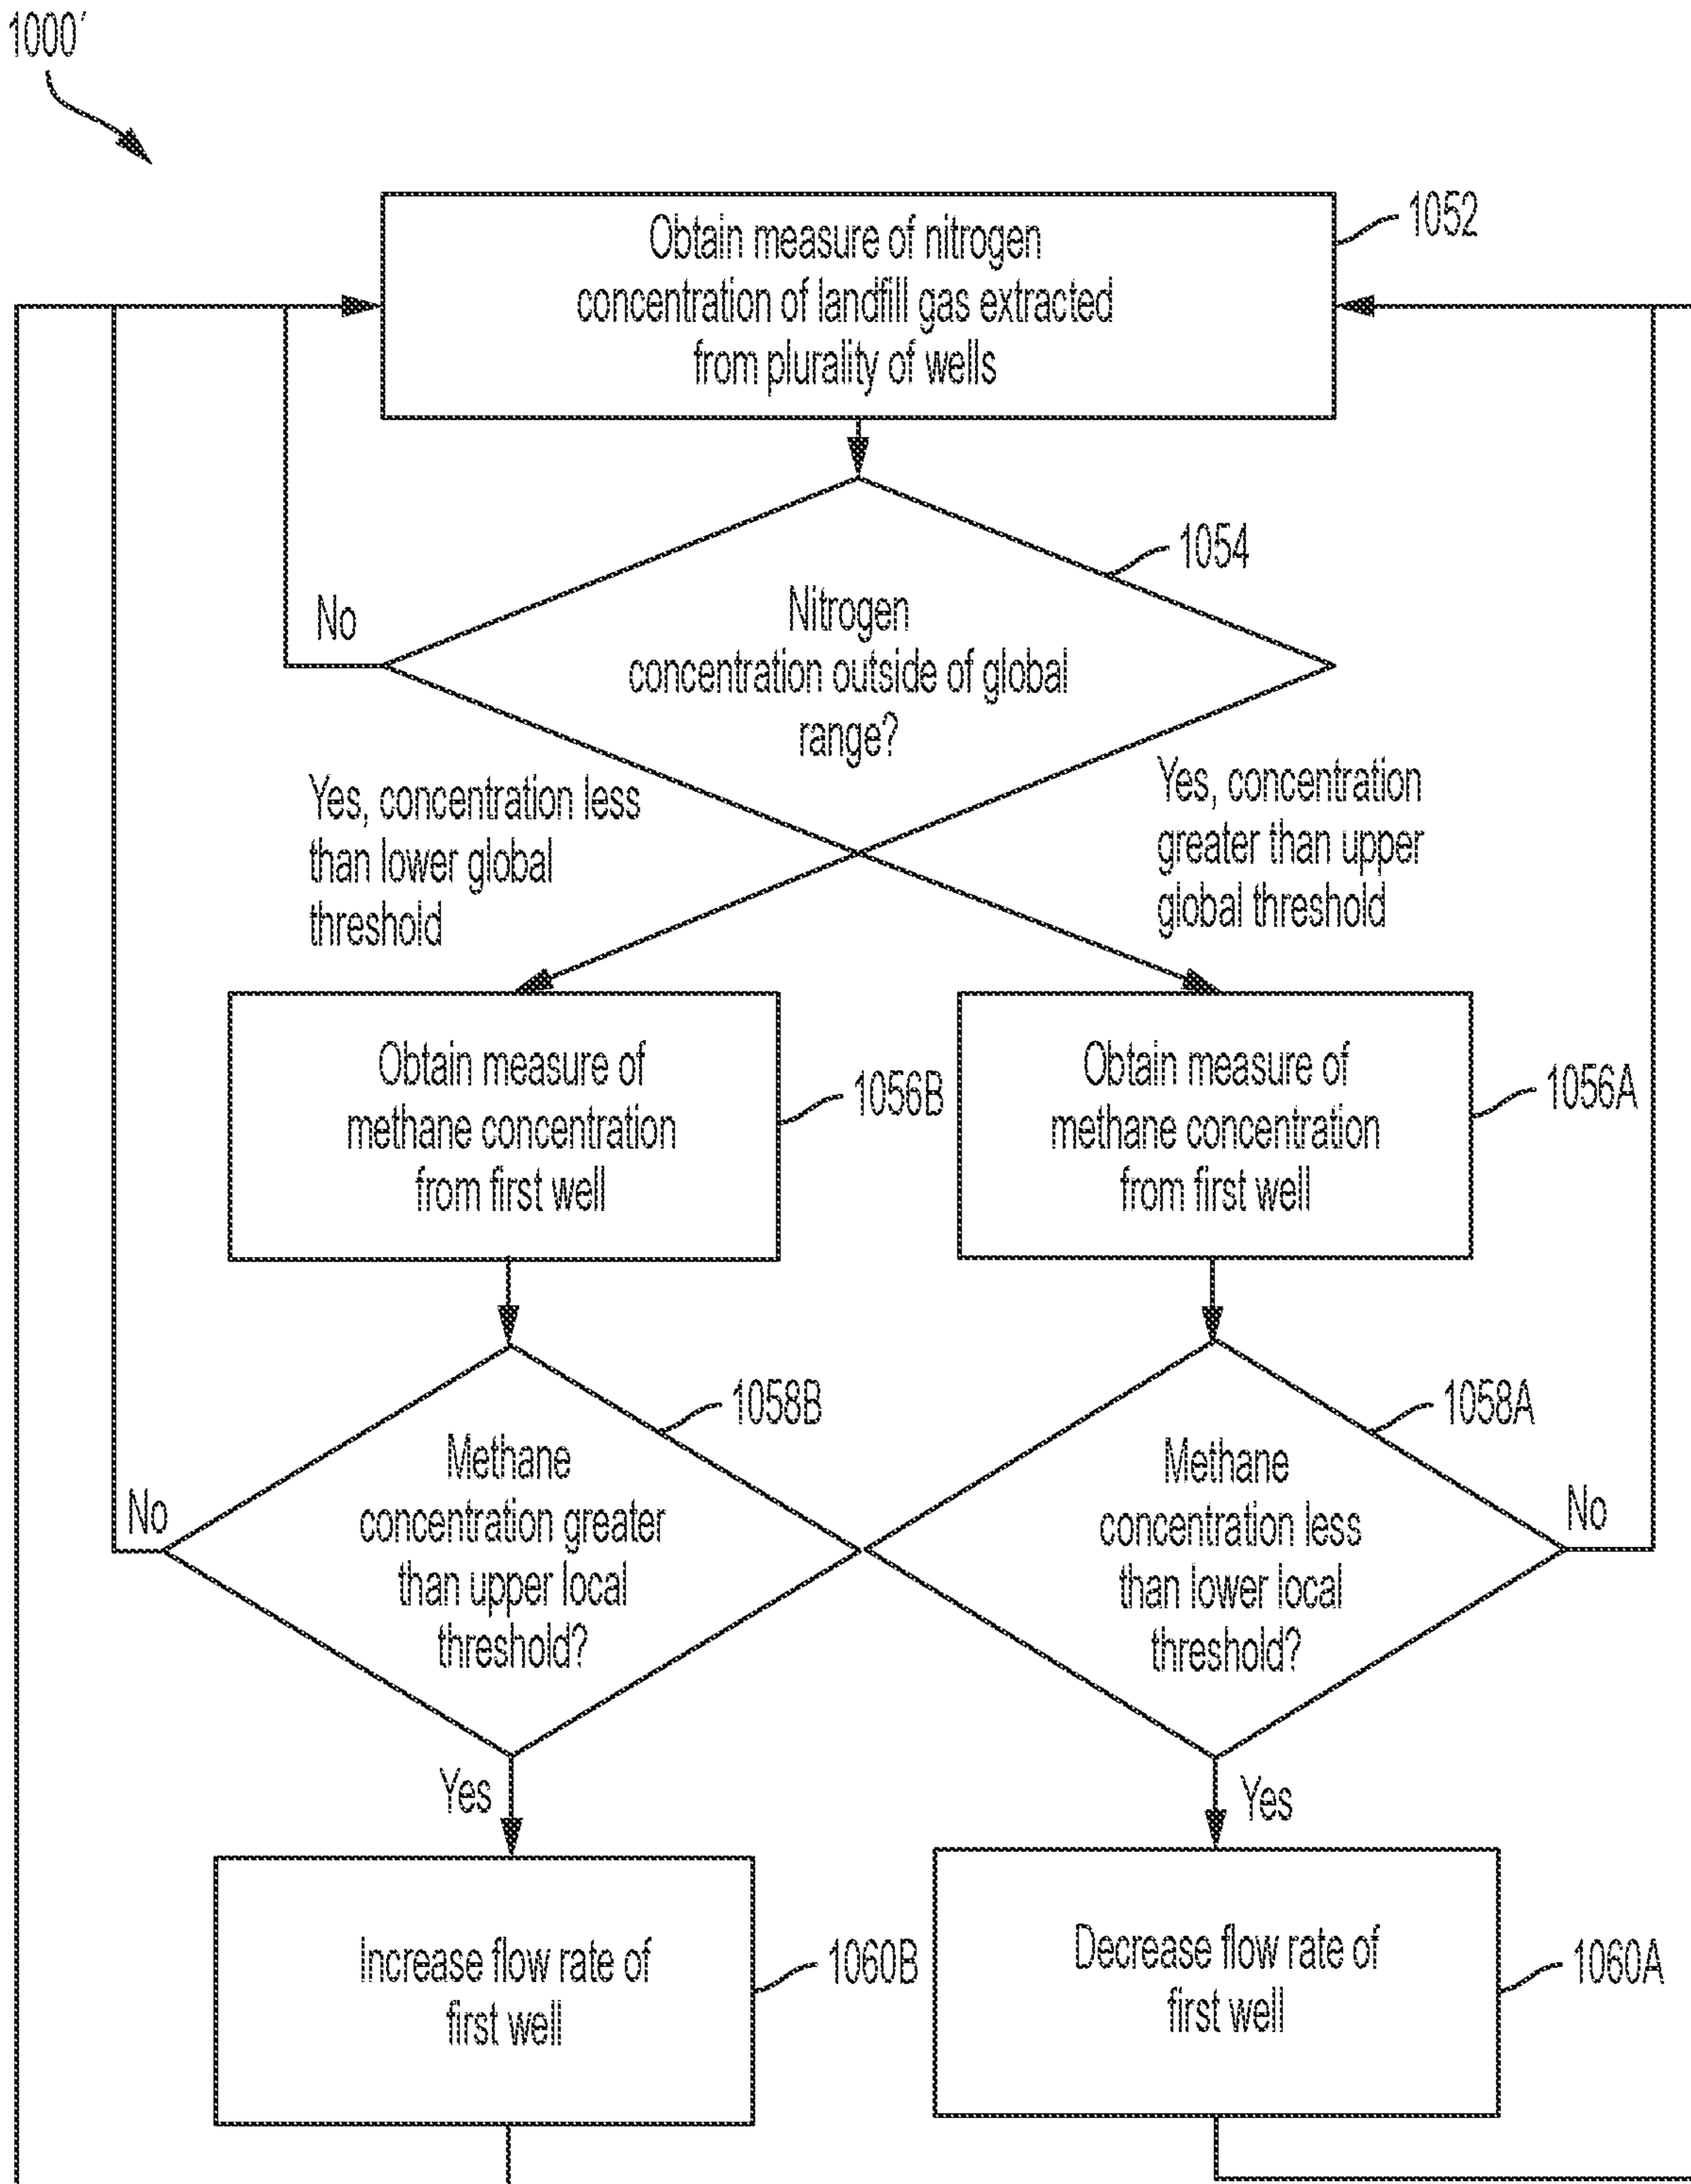 1000'
Obtain measure of nitrogen
concentration of landfill gas extracted
from plurality of wells
1052
Nitrogen
concentration outside of global
range?
1054
No
Yes, concentration less
than lower global
threshold
Yes, concentration
greater than upper
global threshold
Obtain measure of
methane concentration
from first well
1056B
Obtain measure of
methane concentration
from first well
1056A
Methane
concentration greater
than upper local
threshold?
1058B
No
Methane
concentration less
than lower local
threshold?
1058A
No
Yes
Yes
Increase flow rate of
first well
1060B
Decrease flow rate of
first well
1060A